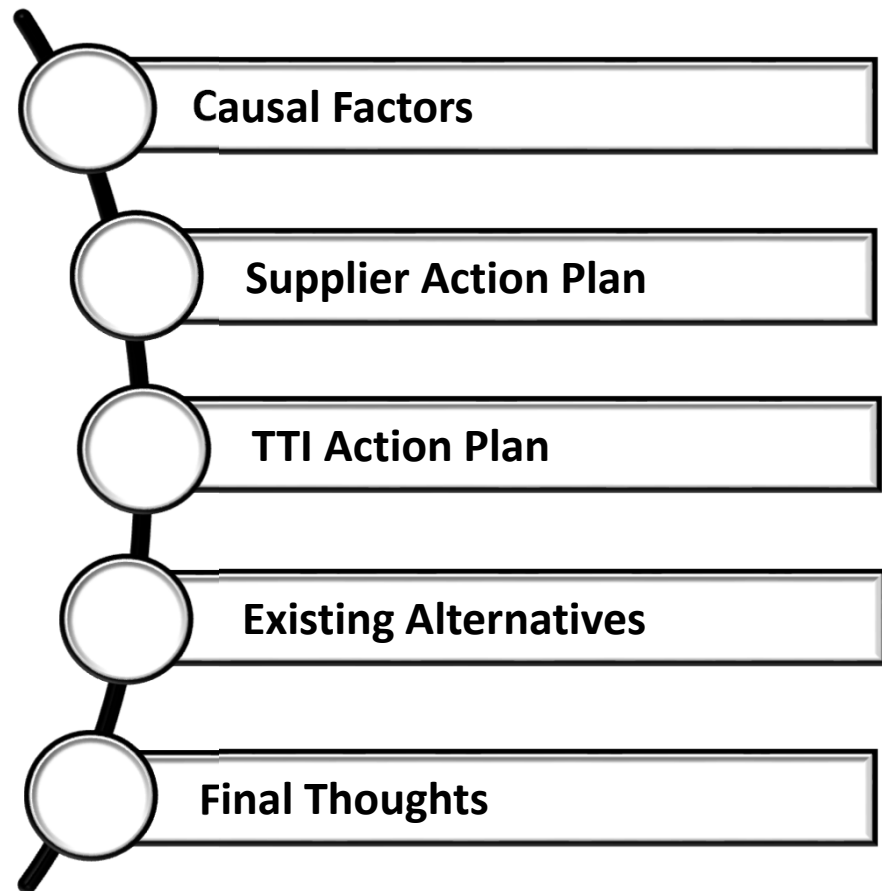 Causal Factors
Supplier Action Plan
TTI Action Plan
Existing Alternatives
Final Thoughts